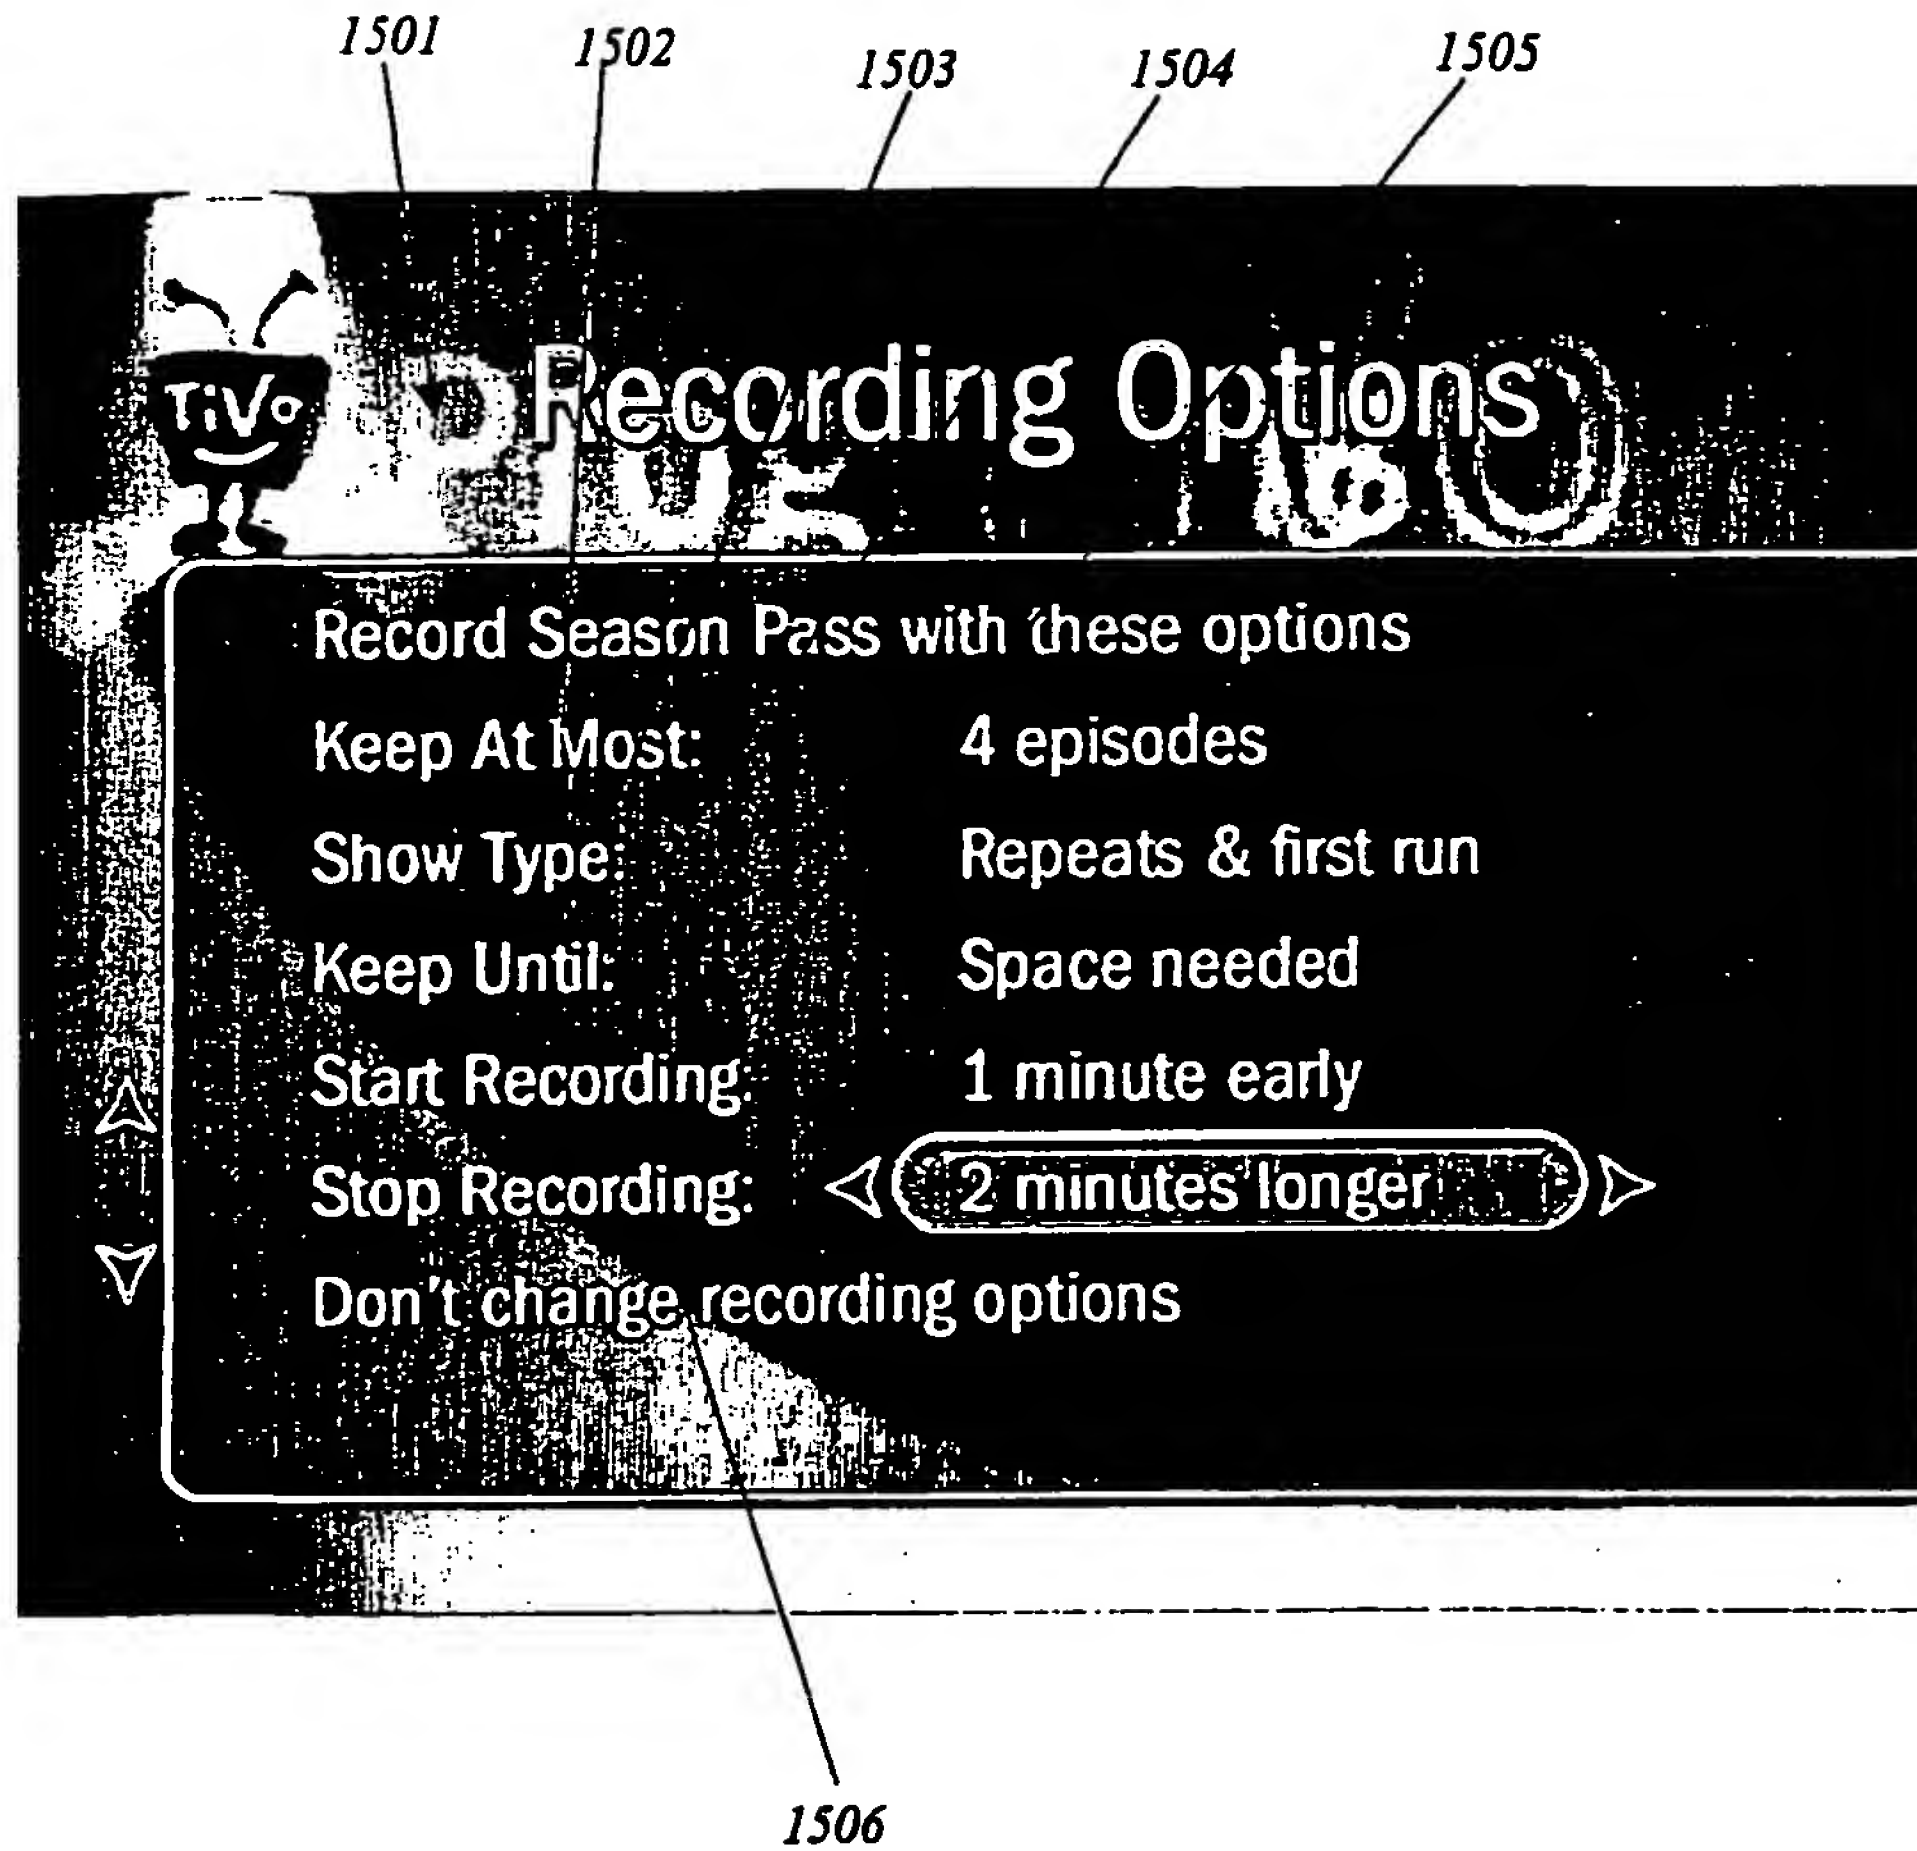 1501 1502 1503 1504 1505
TiVo
Recording Options
Record Season Pass with these options
Keep At Most: 4 episodes
Show Type: Repeats & first run
Keep Until: Space needed
Start Recording: 1 minute early
Stop Recording: 2 minutes longer
Don't change recording options
1506